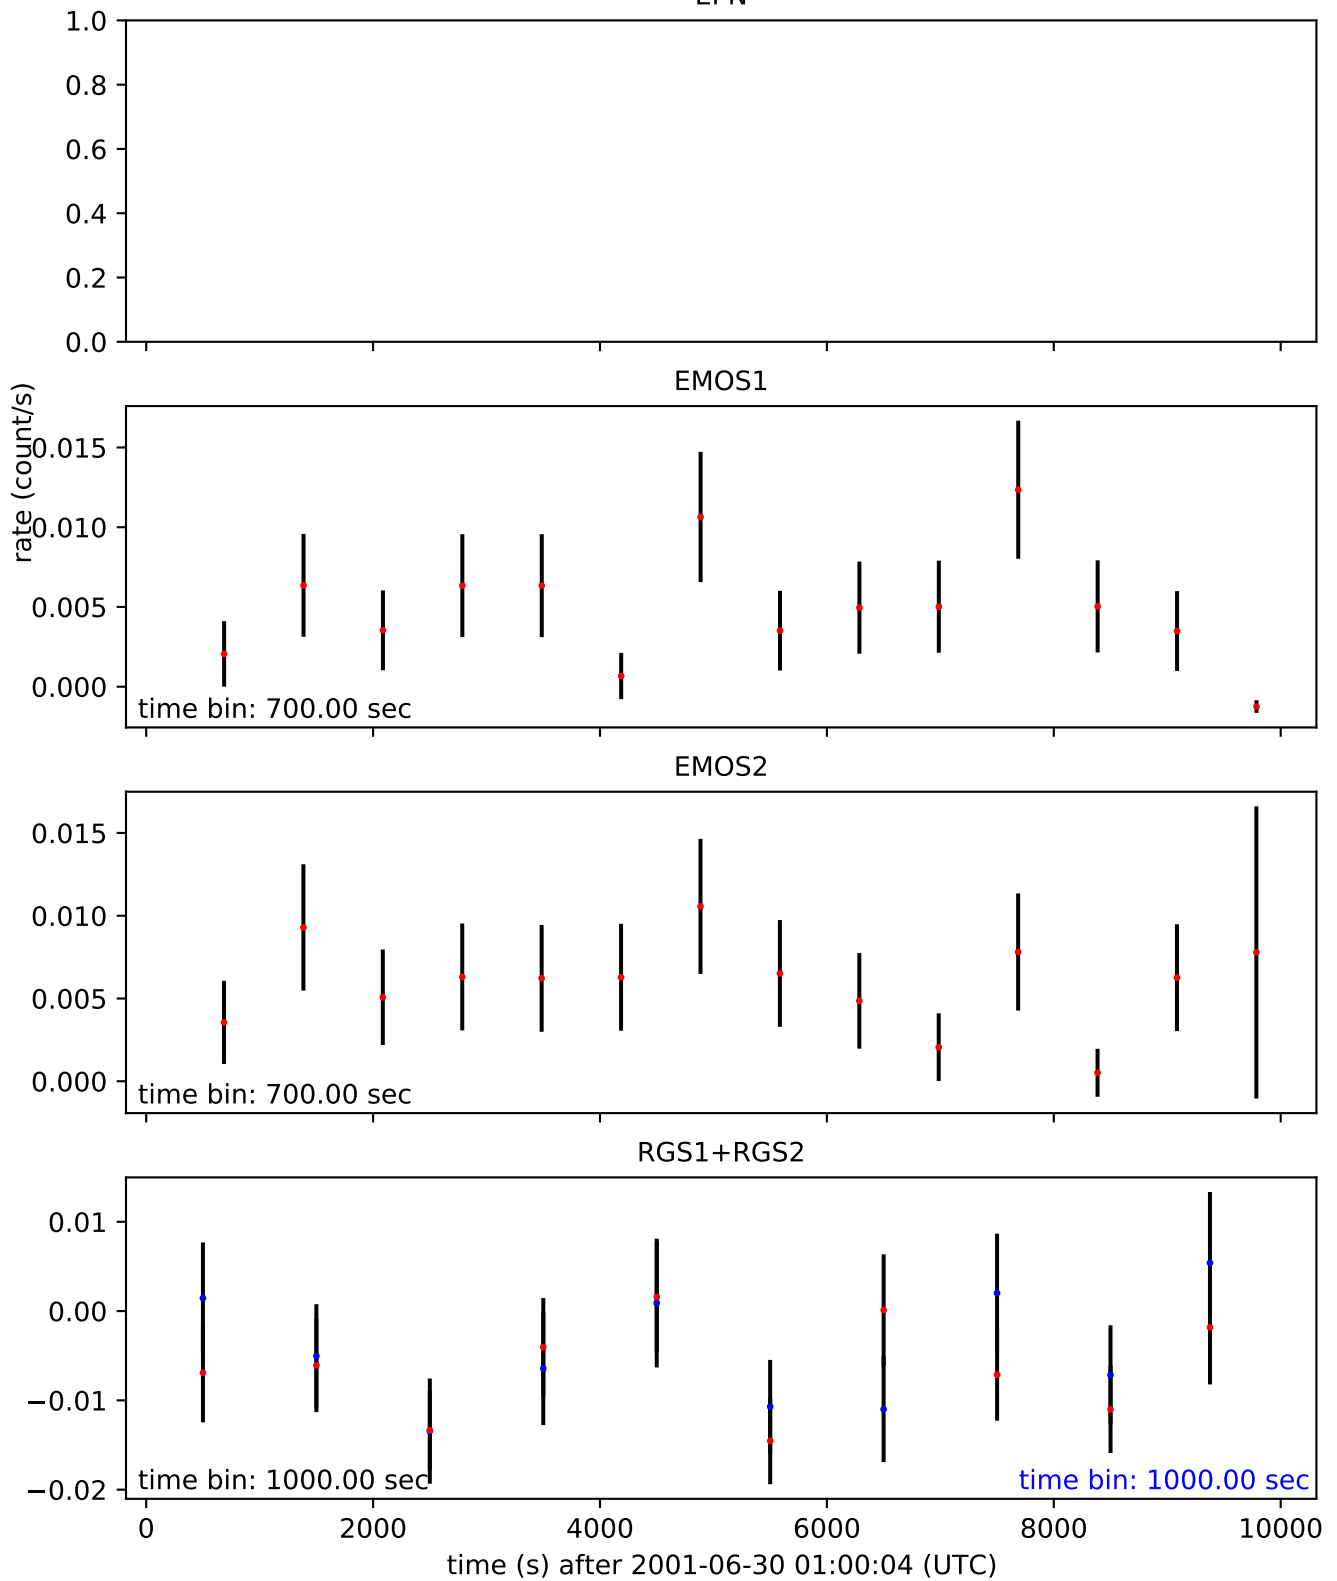 1.0
0.8
0.6
0.4
0.2
0.0
EMOS1
rate (count/s)
0.015
0.010
0.005
0.000
time bin: 700.00 sec
EMOS2
0.015
0.010
0.005
0.000
time bin: 700.00 sec
RGS1+RGS2
0.01
0.00
−0.01
−0.02
time bin: 1000.00 sec
time bin: 1000.00 sec
0 2000 4000 6000 8000 10000
time (s) after 2001-06-30 01:00:04 (UTC)